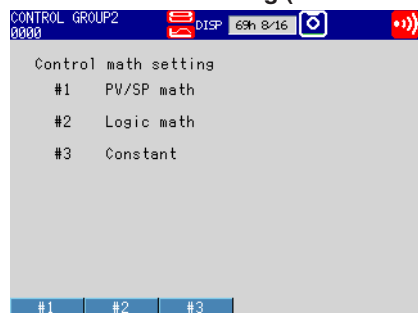 CONTROL GROUP2
0000
DISP 69h 8/16
Control math setting
#1 PV/SP math
#2 Logic math
#3 Constant
#1 #2 #3